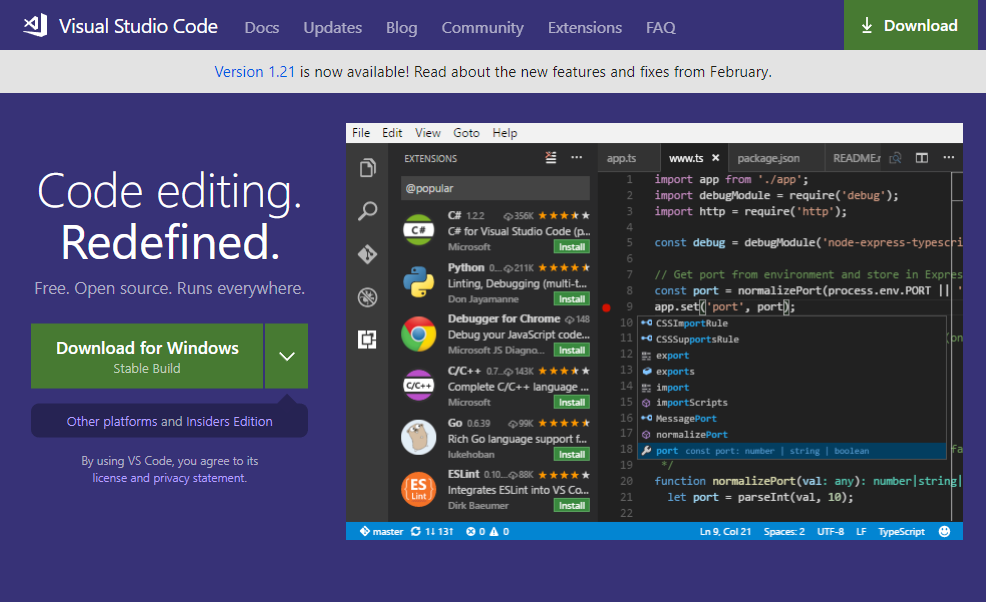 Visual Studio Code Docs Updates Blog Community Extensions FAQ Download
Version 1.21 is now available! Read about the new features and fixes from February.
Code editing.
Redefined.
Free. Open source. Runs everywhere.
Download for Windows
Stable Build
Other platforms and Insiders Edition
By using VS Code, you agree to its
license and privacy statement.
File Edit View Goto Help
EXTENSIONS
@popular
C# 1.2.2 356K
C# for Visual Studio Code (p...
Microsoft Install
Python 0... 211K
Linting, Debugging (multi-t...
Don Jayamanne Install
Debugger for Chrome 148
Debug your JavaScript code...
Microsoft JS Diagno... Install
C/C++ 0.7... 143K
Complete C/C++ language ...
Microsoft Install
Go 0.6.39 99K
Rich Go language support f...
lukehoban Install
ESLint 0.10... 88K
Integrates ESLint into VS Co...
Dirk Baeumer Install
C#
C/C++
ES
Lint
app.ts www.ts package.json README.r
1 import app from './app';
2 import debugModule = require('debug');
3 import http = require('http');
4
5 const debug = debugModule('node-express-typescri
6
7 // Get port from environment and store in Expres
8 const port = normalizePort(process.env.PORT || '
9 app.set('port', port);
10 CSSImportRule
11 CSSSupportsRule
12 export
13 exports
14 import
15 importScripts
16 MessagePort
17 normalizePort
18 port const port: number | string | boolean
19 */
20 function normalizePort(val: any): number|string|
21 let port = parseInt(val, 10);
22
master 1↓ 13↑ 0 0 Ln 9, Col 21 Spaces: 2 UTF-8 LF TypeScript